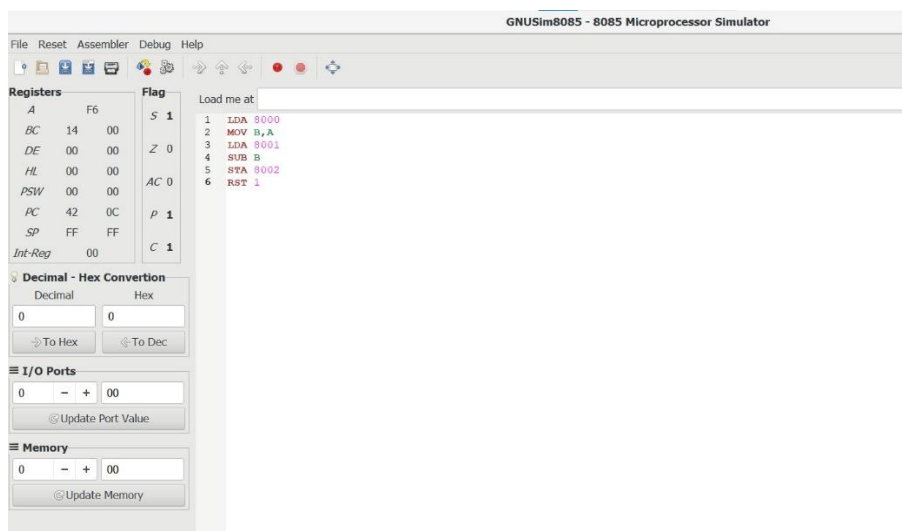 GNUSim8085 - 8085 Microprocessor Simulator
File Reset Assembler Debug Help
Registers
A F6
BC 14 00
DE 00 00
HL 00 00
PSW 00 00
PC 42 0C
SP FF FF
Int-Reg 00
Flag
S 1
Z 0
AC 0
P 1
C 1
Decimal - Hex Convertion
Decimal Hex
0 0
To Hex To Dec
I/O Ports
0 − + 00
Update Port Value
Memory
0 − + 00
Update Memory
Load me at
1 LDA 8000
2 MOV B,A
3 LDA 8001
4 SUB B
5 STA 8002
6 RST 1